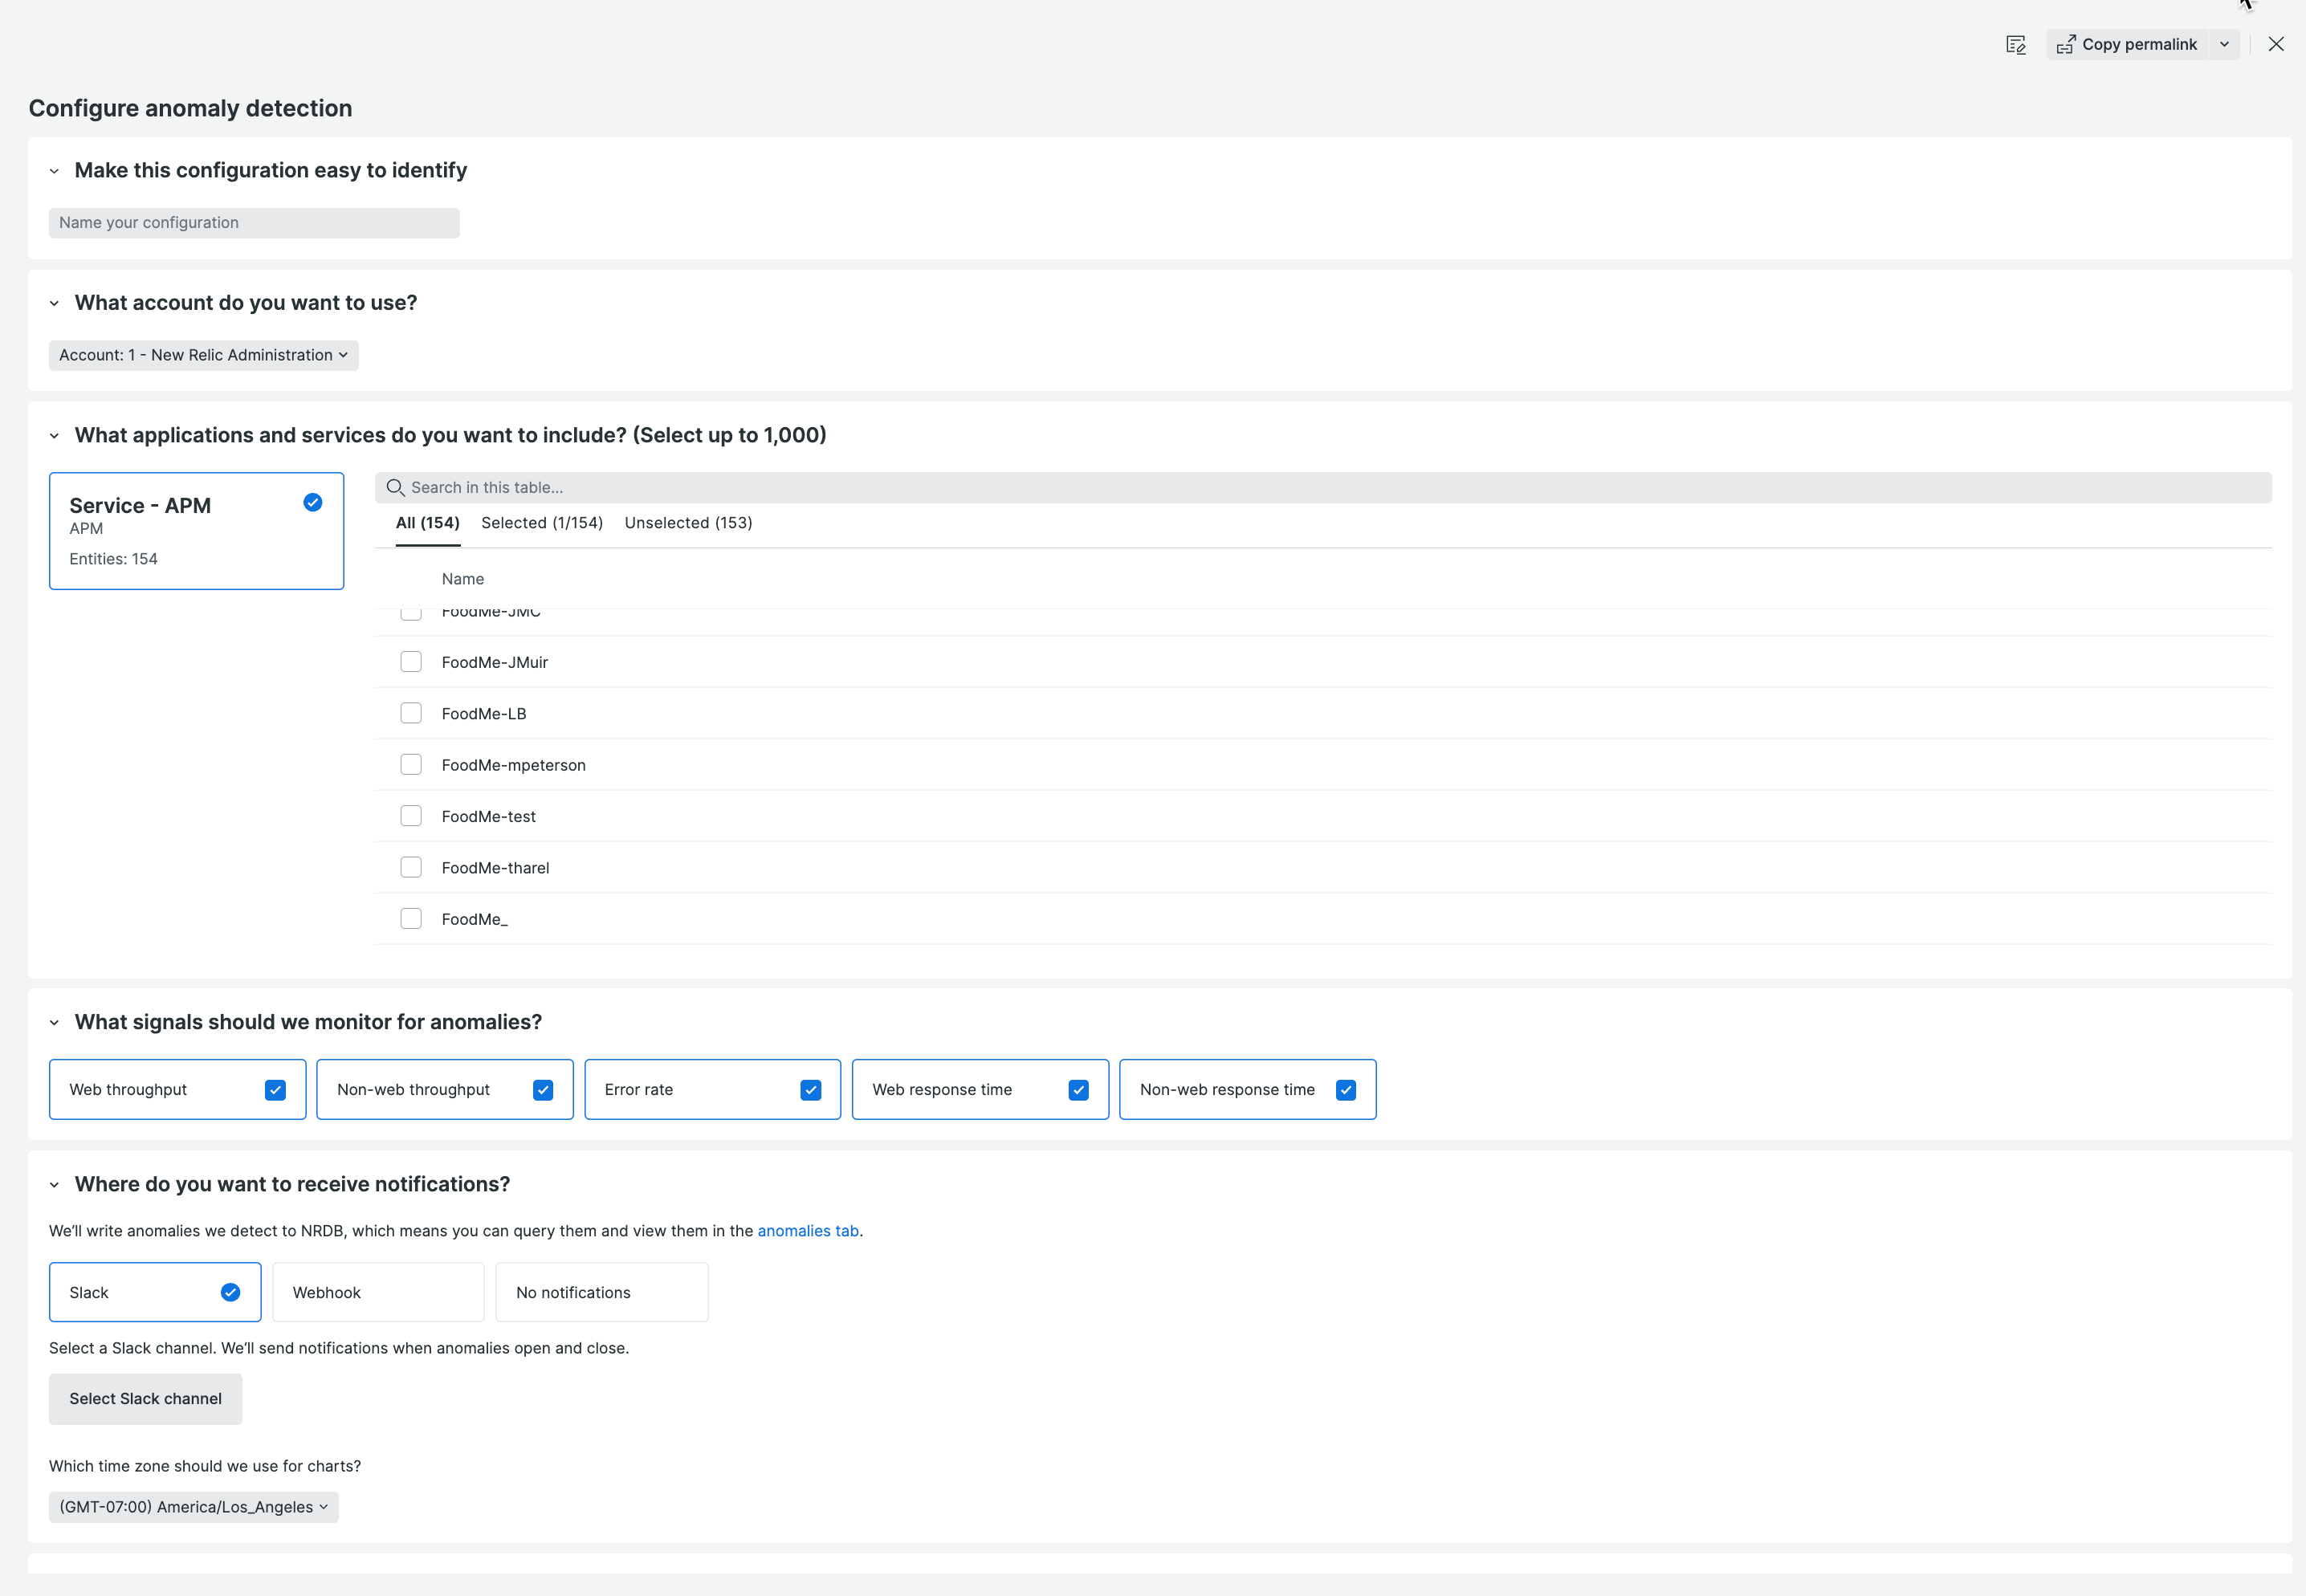 Copy permalink
Configure anomaly detection
Make this configuration easy to identify
Name your configuration
What account do you want to use?
Account: 1 - New Relic Administration
What applications and services do you want to include? (Select up to 1,000)
Service - APM
APM
Entities: 154
Search in this table...
All (154) Selected (1/154) Unselected (153)
Name
FoodMe-JMC
FoodMe-JMuir
FoodMe-LB
FoodMe-mpeterson
FoodMe-test
FoodMe-tharel
FoodMe_
What signals should we monitor for anomalies?
Web throughput Non-web throughput Error rate Web response time Non-web response time
Where do you want to receive notifications?
We'll write anomalies we detect to NRDB, which means you can query them and view them in the anomalies tab.
Slack Webhook No notifications
Select a Slack channel. We'll send notifications when anomalies open and close.
Select Slack channel
Which time zone should we use for charts?
(GMT-07:00) America/Los_Angeles